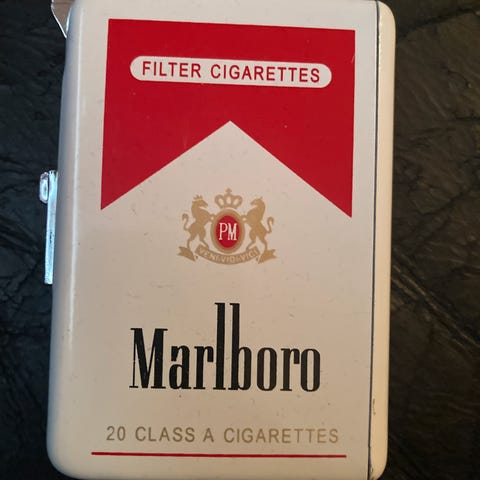 FILTER CIGARETTES
PM
VENI·VIDI·VICI
Marlboro
20 CLASS A CIGARETTES